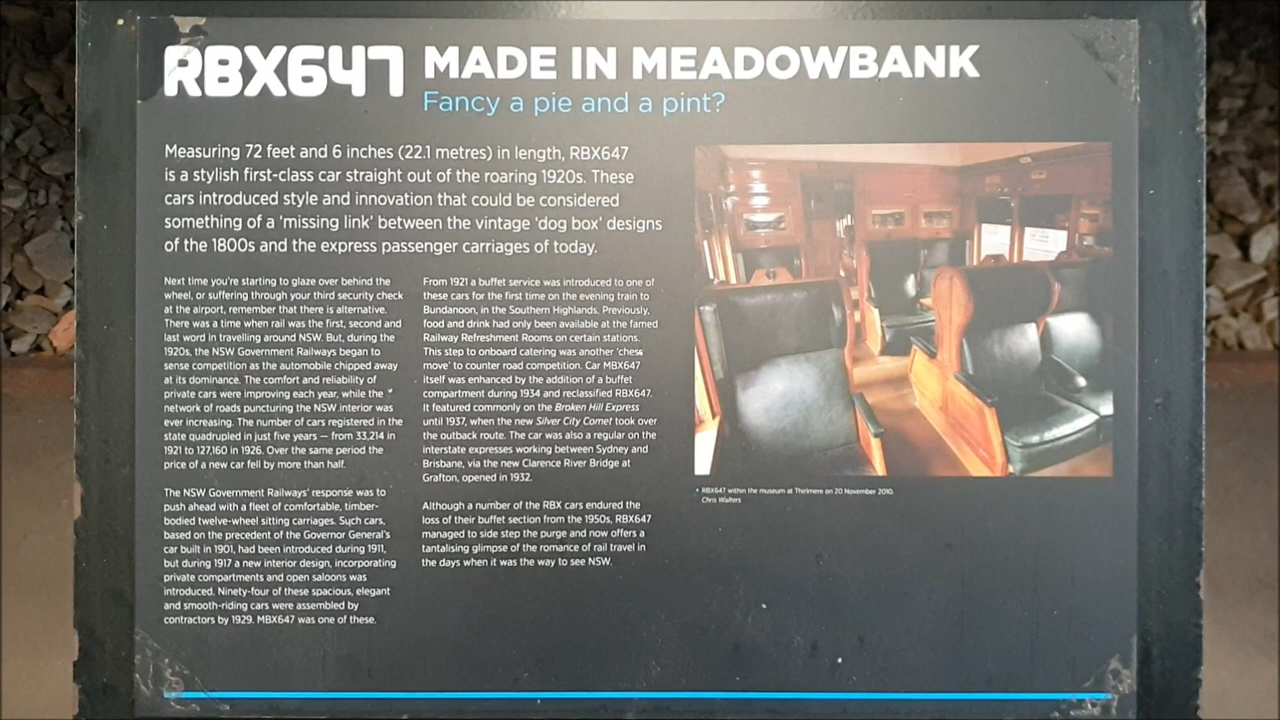 RBX647
MADE IN MEADOWBANK
Fancy a pie and a pint?
Measuring 72 feet and 6 inches (22.1 metres) in length, RBX647
is a stylish first-class car straight out of the roaring 1920s. These
cars introduced style and innovation that could be considered
something of a 'missing link' between the vintage 'dog box' designs
of the 1800s and the express passenger carriages of today.
Next time you're starting to glaze over behind the
wheel, or suffering through your third security check
at the airport, remember that there is alternative.
There was a time when rail was the first, second and
last word in travelling around NSW. But, during the
1920s, the NSW Government Railways began to
sense competition as the automobile chipped away
at its dominance. The comfort and reliability of
private cars were improving each year, while the
network of roads puncturing the NSW interior was
ever increasing. The number of cars registered in the
state quadrupled in just five years — from 33,214 in
1921 to 127,160 in 1926. Over the same period the
price of a new car fell by more than half.
The NSW Government Railways' response was to
push ahead with a fleet of comfortable, timber-
bodied twelve-wheel sitting carriages. Such cars,
based on the precedent of the Governor General's
car built in 1901, had been introduced during 1911,
but during 1917 a new interior design, incorporating
private compartments and open saloons was
introduced. Ninety-four of these spacious, elegant
and smooth-riding cars were assembled by
contractors by 1929. MBX647 was one of these.
From 1921 a buffet service was introduced to one of
these cars for the first time on the evening train to
Bundanoon, in the Southern Highlands. Previously,
food and drink had only been available at the famed
Railway Refreshment Rooms on certain stations.
This step to onboard catering was another 'chess
move' to counter road competition. Car MBX647
itself was enhanced by the addition of a buffet
compartment during 1934 and reclassified RBX647.
It featured commonly on the Broken Hill Express
until 1937, when the new Silver City Comet took over
the outback route. The car was also a regular on the
interstate expresses working between Sydney and
Brisbane, via the new Clarence River Bridge at
Grafton, opened in 1932.
Although a number of the RBX cars endured the
loss of their buffet section from the 1950s, RBX647
managed to side step the purge and now offers a
tantalising glimpse of the romance of rail travel in
the days when it was the way to see NSW.
RBX647 within the museum at Thirlmere on 20 November 2010.
Chris Walters